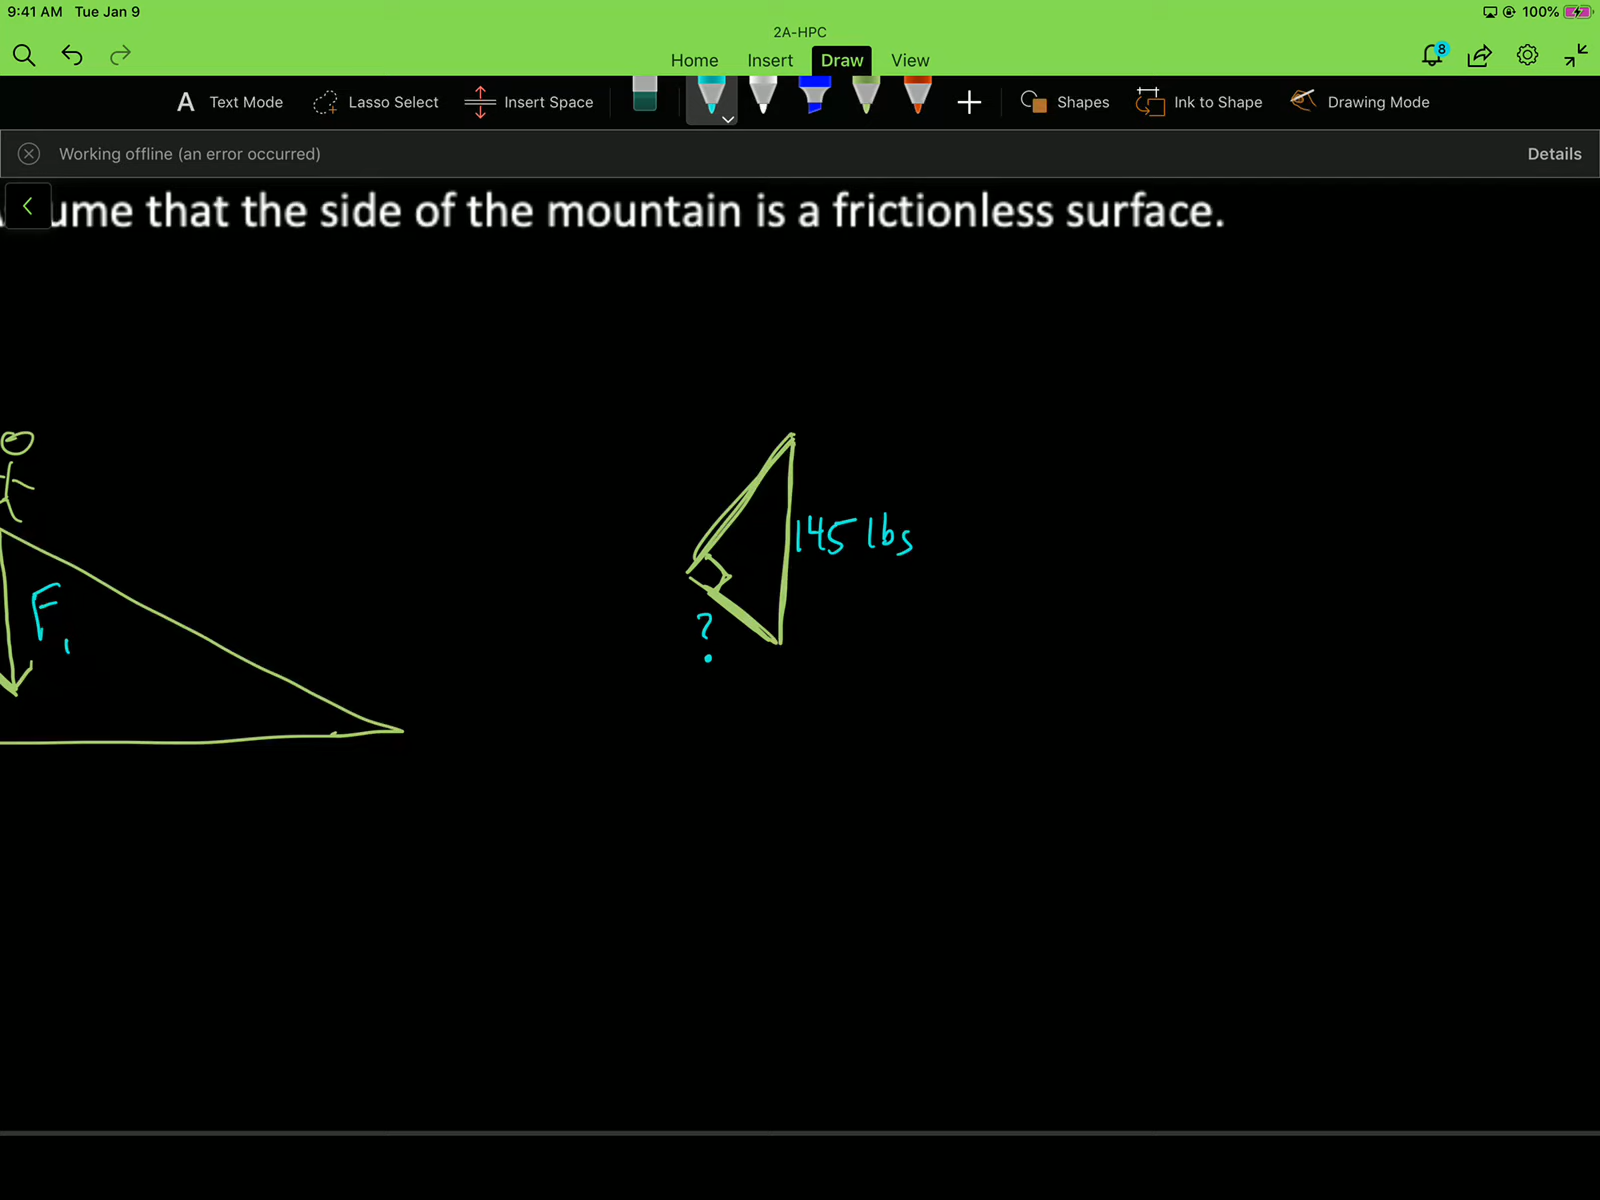 9:41 AM Tue Jan 9
100%
2A-HPC
Home Insert Draw View
8
A Text Mode Lasso Select Insert Space Shapes Ink to Shape Drawing Mode
Working offline (an error occurred) Details
ume that the side of the mountain is a frictionless surface.
145 lbs
F1
?